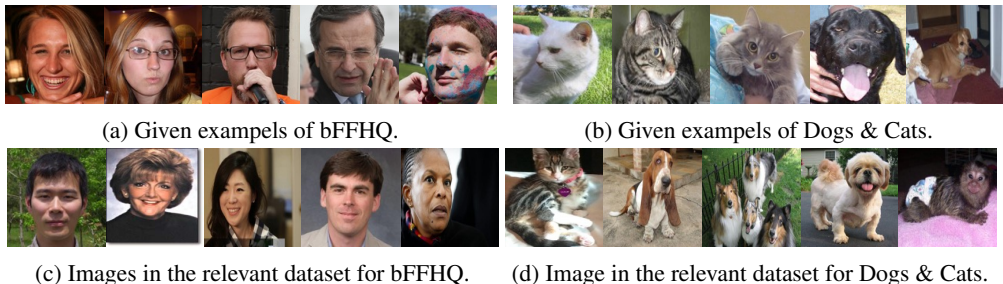 (a) Given exampels of bFFHQ.
(b) Given exampels of Dogs & Cats.
(c) Images in the relevant dataset for bFFHQ.
(d) Image in the relevant dataset for Dogs & Cats.